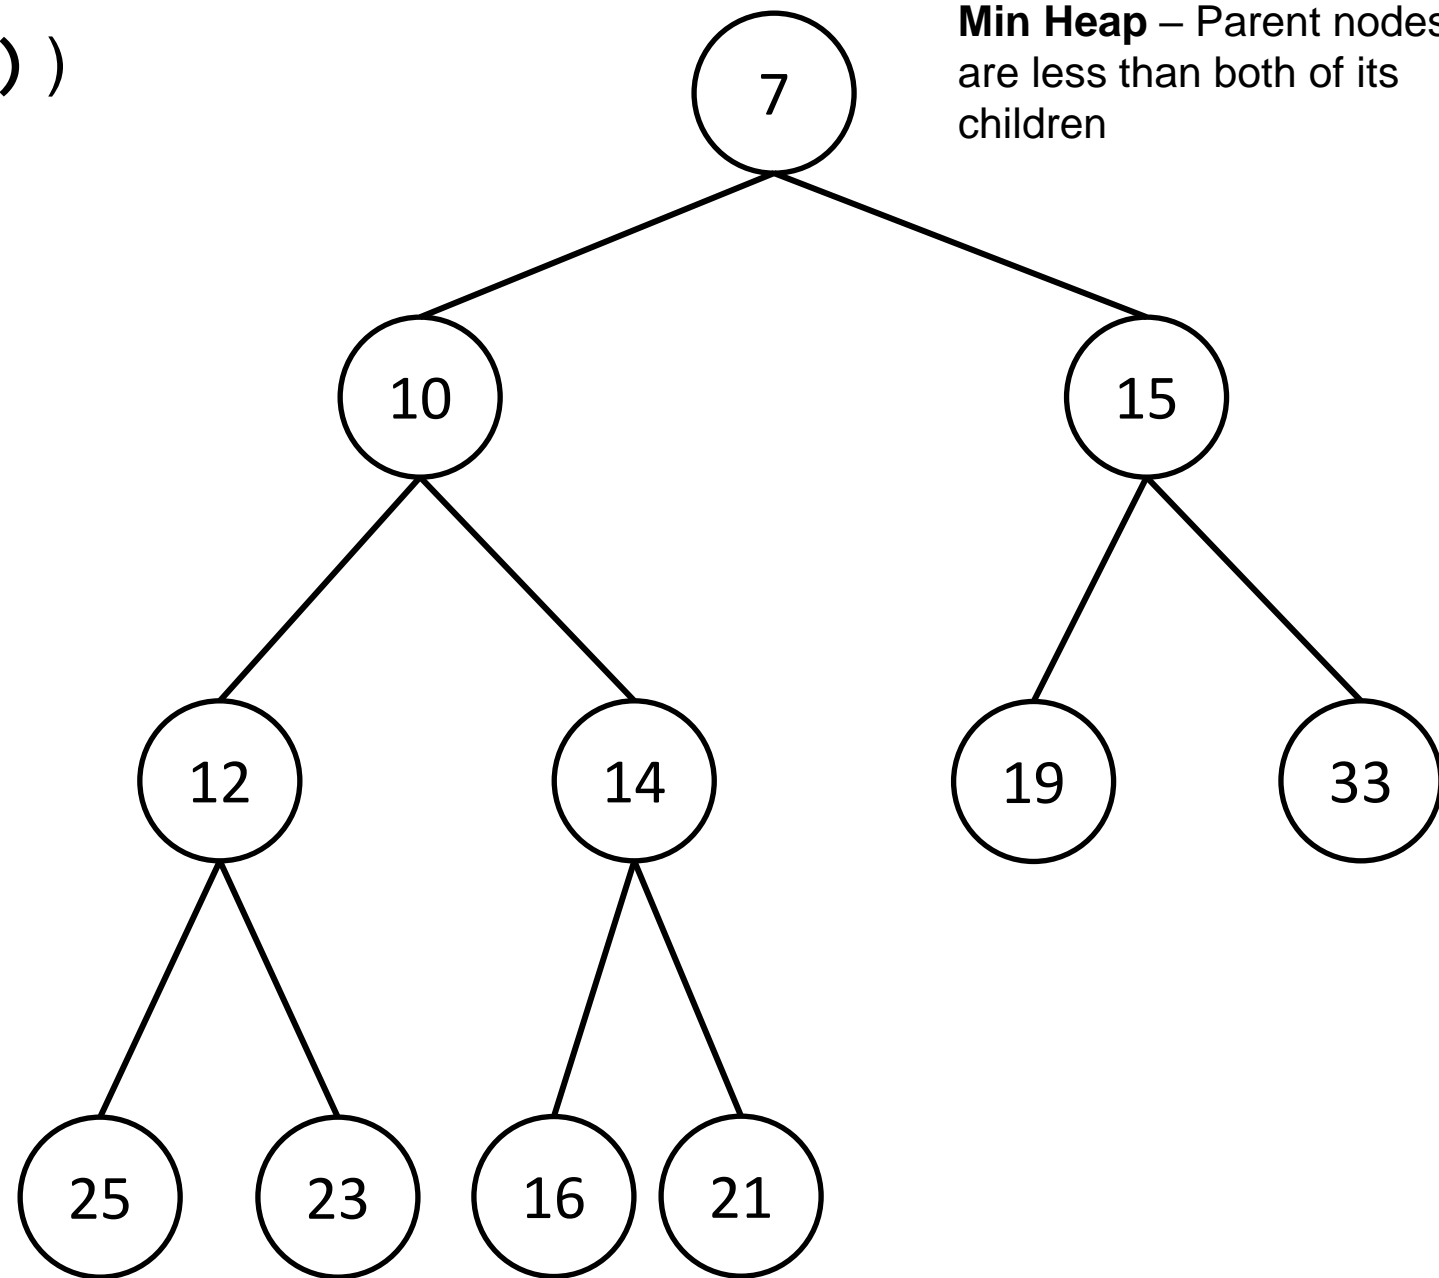 ) )
Min Heap – Parent nodes
are less than both of its
children
7
10 15
12 14 19 33
25 23 16 21